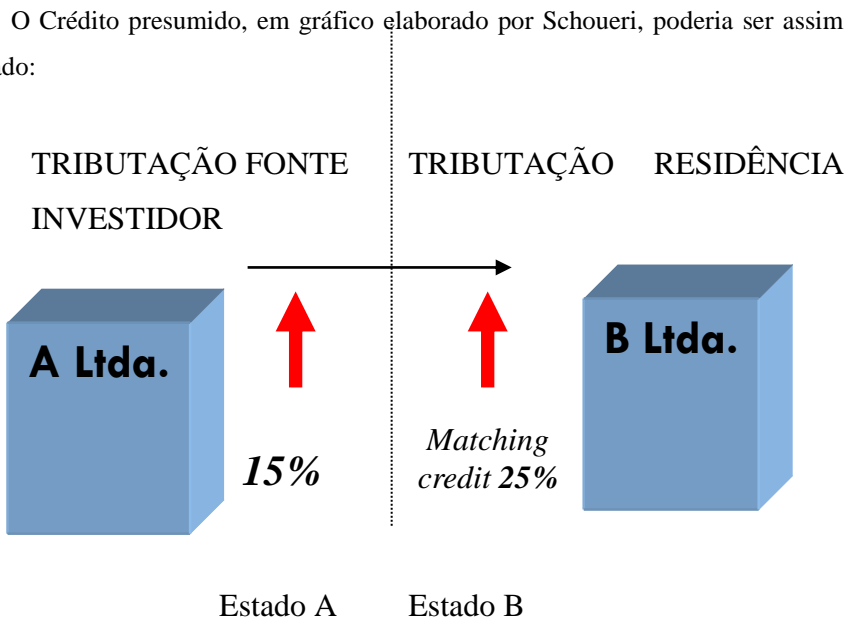 O Crédito presumido, em gráfico elaborado por Schoueri, poderia ser assim
do:
TRIBUTAÇÃO FONTE
INVESTIDOR
TRIBUTAÇÃO RESIDÊNCIA
A Ltda.
B Ltda.
15%
Matching
credit 25%
Estado A
Estado B